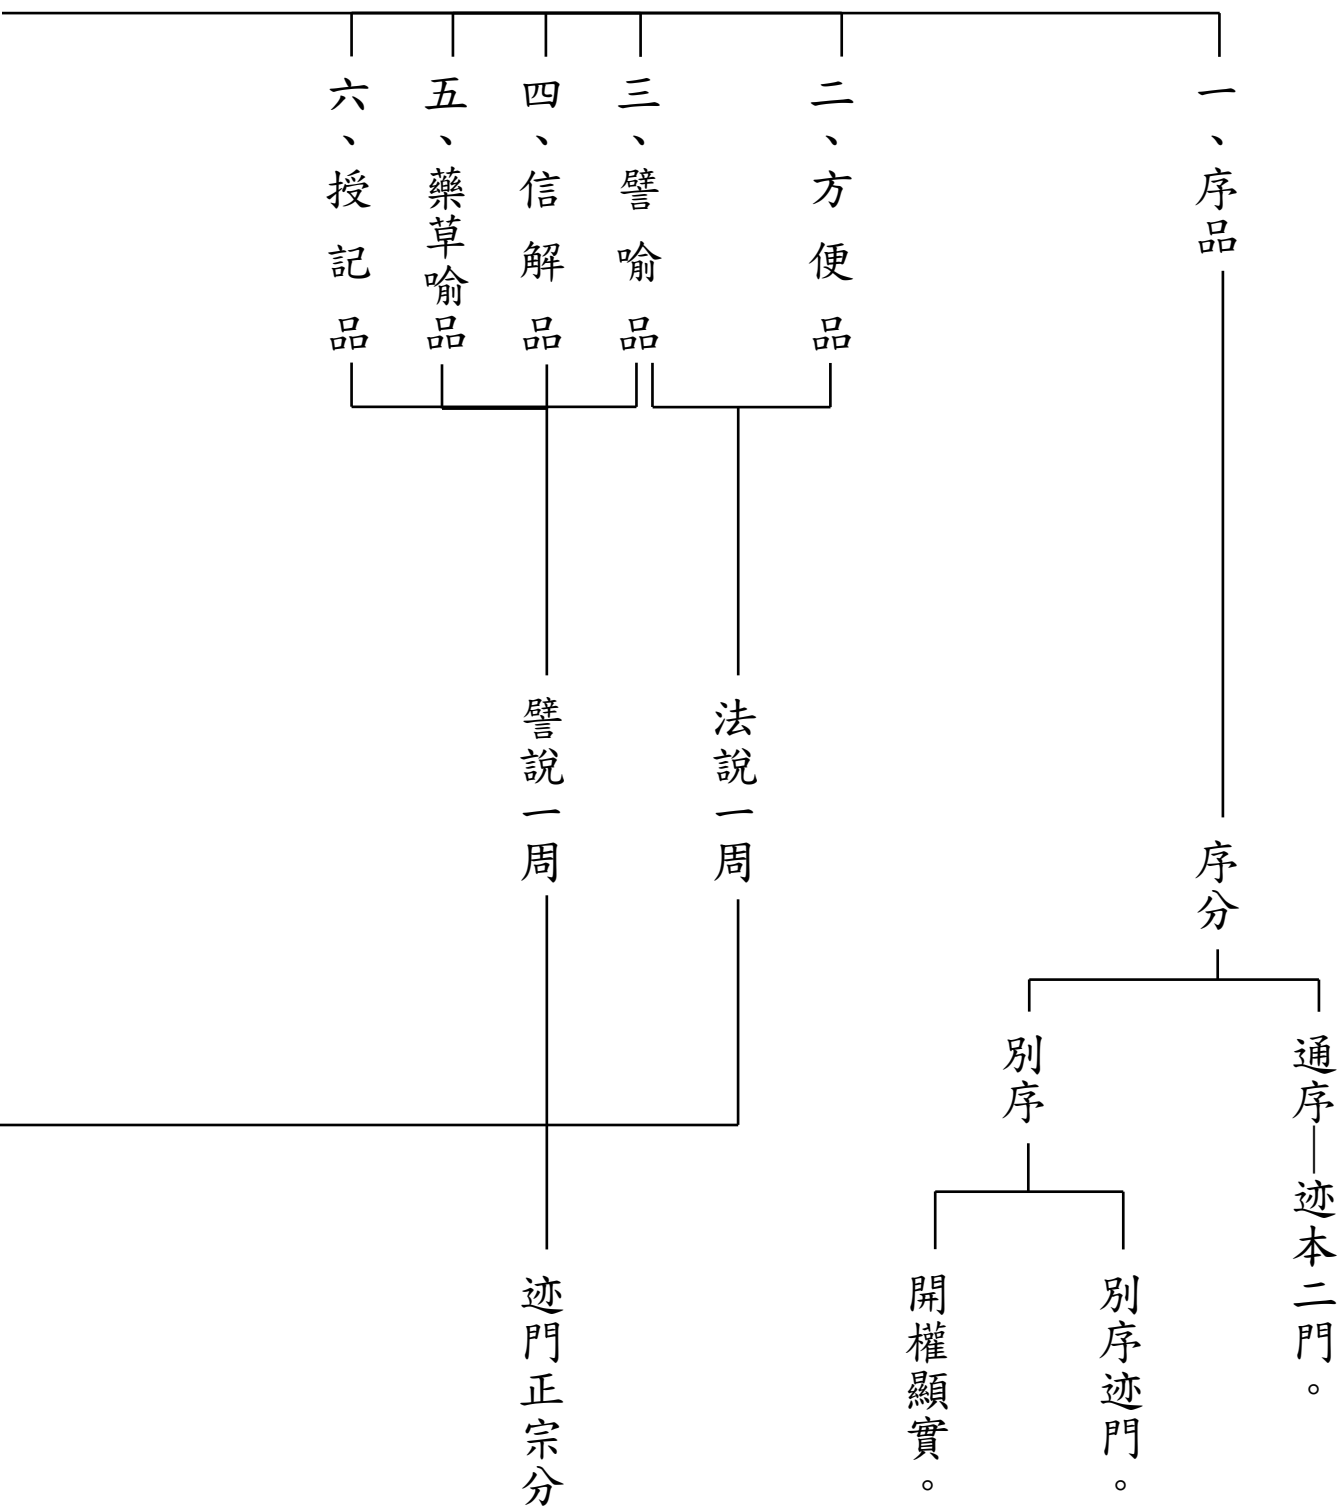 一、序品
序分
通序—迹本二門。
別序
別序迹門。
開權顯實。
二、方便品
三、譬喻品
法說一周
四、信解品
五、藥草喻品
六、授記品
譬說一周
迹門正宗分